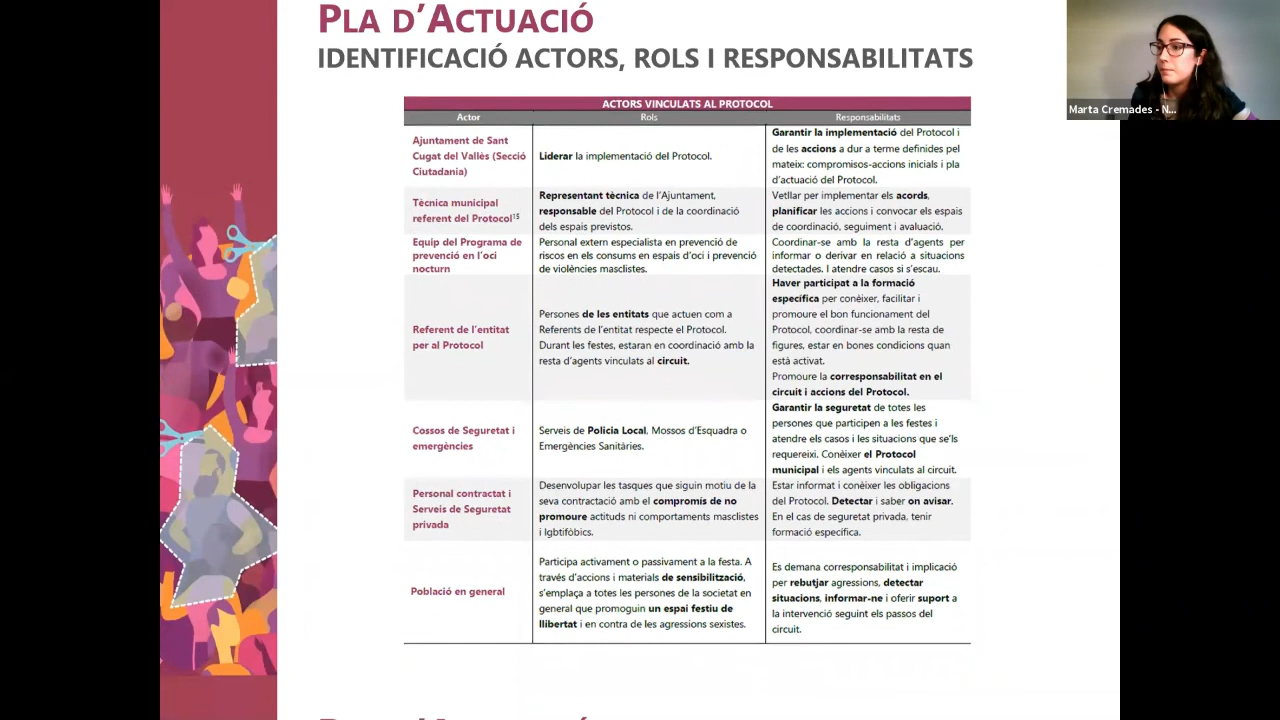 PLA D'ACTUACIÓ
IDENTIFICACIÓ ACTORS, ROLS I RESPONSABILITATS
Marta Cremades - N...
ACTORS VINCULATS AL PROTOCOL
Actor
Rols
Responsabilitats
Ajuntament de Sant
Cugat del Vallès (Secció
Ciutadania)
Liderar la implementació del Protocol.
Garantir la implementació del Protocol i
de les accions a dur a terme definides pel
mateix: compromisos-accions inicials i pla
d'actuació del Protocol.
Tècnica municipal
referent del Protocol¹⁵
Representant tècnica de l'Ajuntament,
responsable del Protocol i de la coordinació
dels espais previstos.
Vetllar per implementar els acords,
planificar les accions i convocar els espais
de coordinació, seguiment i avaluació.
Equip del Programa de
prevenció en l'oci
nocturn
Personal extern especialista en prevenció de
riscos en els consums en espais d'oci i prevenció
de violències masclistes.
Coordinar-se amb la resta d'agents per
informar o derivar en relació a situacions
detectades. I atendre casos si s'escau.
Referent de l'entitat
per al Protocol
Persones de les entitats que actuen com a
Referents de l'entitat respecte el Protocol.
Durant les festes, estaran en coordinació amb la
resta d'agents vinculats al circuit.
Haver participat a la formació
específica per conèixer, facilitar i
promoure el bon funcionament del
Protocol, coordinar-se amb la resta de
figures, estar en bones condicions quan
està activat.
Promoure la corresponsabilitat en el
circuit i accions del Protocol.
Cossos de Seguretat i
emergències
Serveis de Policia Local, Mossos d'Esquadra o
Emergències Sanitàries.
Garantir la seguretat de totes les
persones que participen a les festes i
atendre els casos i les situacions que se'ls
requereixi. Conèixer el Protocol
municipal i els agents vinculats al circuit.
Personal contractat i
Serveis de Seguretat
privada
Desenvolupar les tasques que siguin motiu de la
seva contractació amb el compromís de no
promoure actituds ni comportaments masclistes
i lgbtifòbics.
Estar informat i conèixer les obligacions
del Protocol. Detectar i saber on avisar.
En el cas de seguretat privada, tenir
formació específica.
Població en general
Participa activament o passivament a la festa. A
través d'accions i materials de sensibilització,
s'emplaça a totes les persones de la societat en
general que promoguin un espai festiu de
llibertat i en contra de les agressions sexistes.
Es demana corresponsabilitat i implicació
per rebutjar agressions, detectar
situacions, informar-ne i oferir suport a
la intervenció seguint els passos del
circuit.